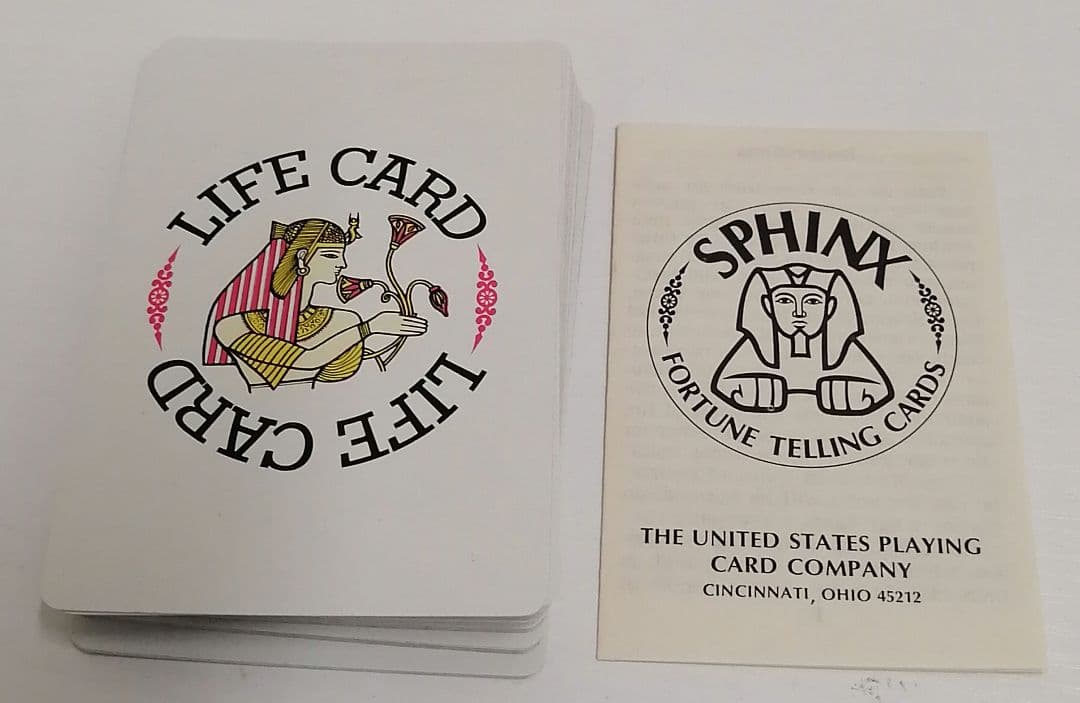 LIFE CARD
LIFE CARD
SPHINX
FORTUNE TELLING CARDS
THE UNITED STATES PLAYING
CARD COMPANY
CINCINNATI, OHIO 45212